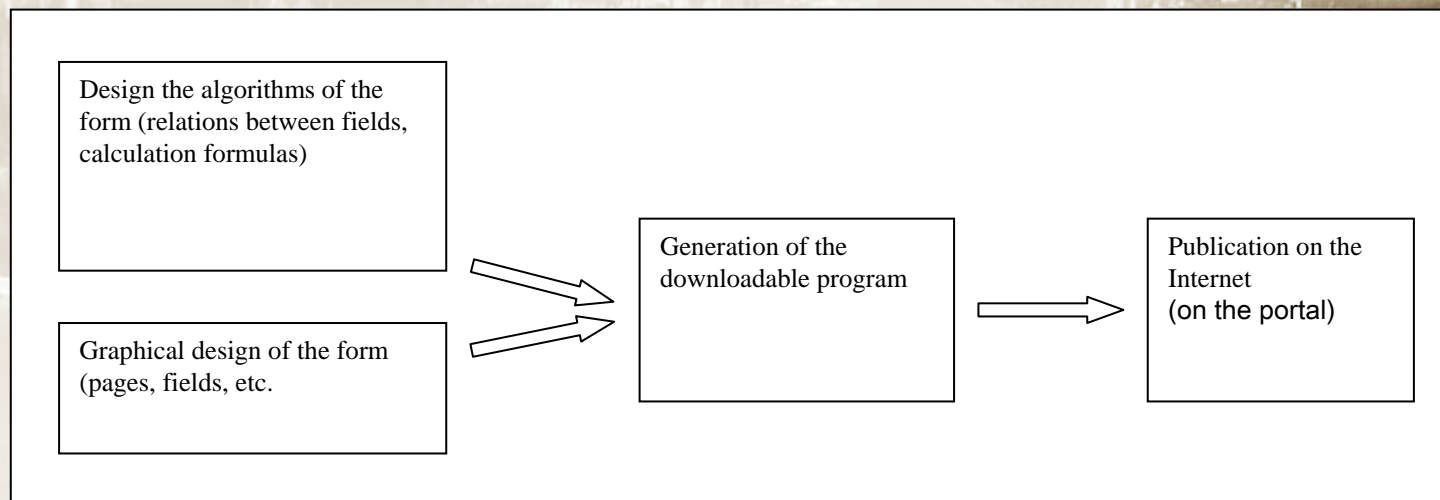 Design the algorithms of the
form (relations between fields,
calculation formulas)
Graphical design of the form
(pages, fields, etc.
Generation of the
downloadable program
Publication on the
Internet
(on the portal)